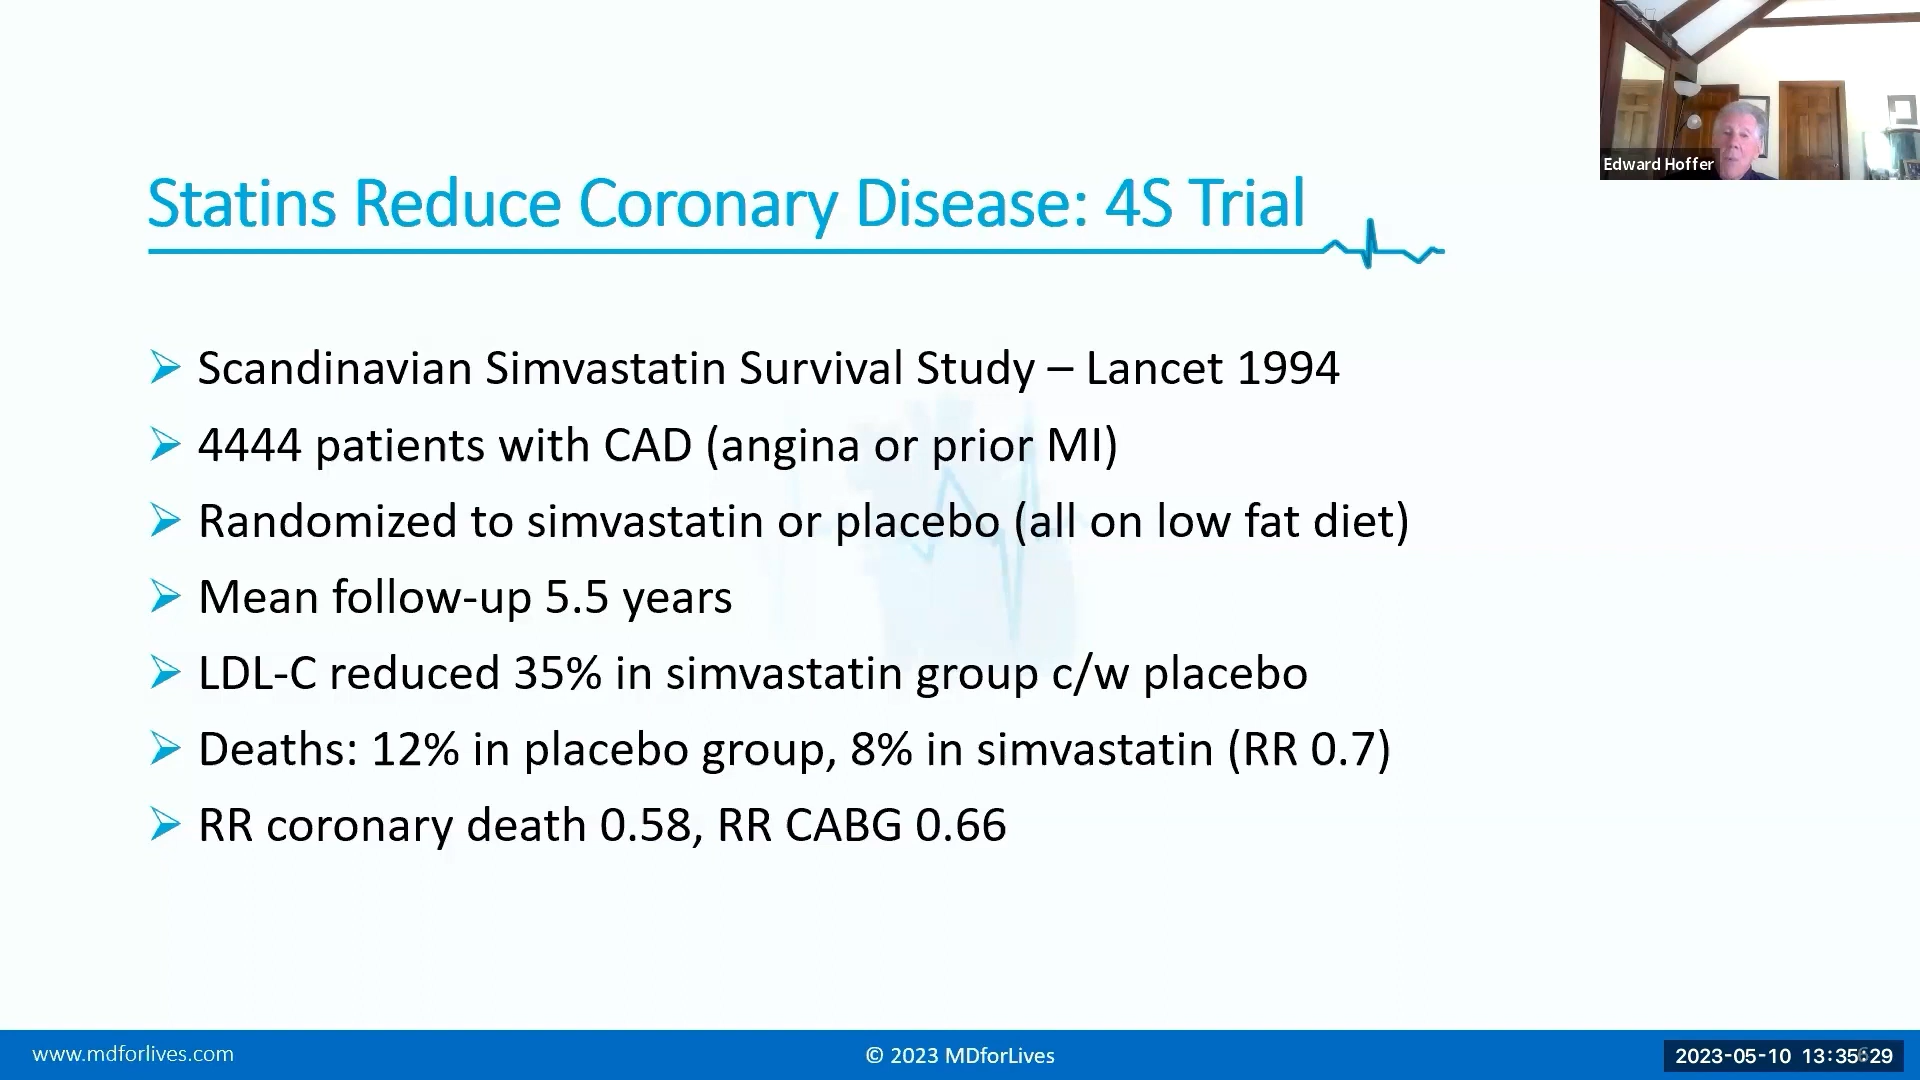 Edward Hoffer
Statins Reduce Coronary Disease: 4S Trial
Scandinavian Simvastatin Survival Study – Lancet 1994
4444 patients with CAD (angina or prior MI)
Randomized to simvastatin or placebo (all on low fat diet)
Mean follow-up 5.5 years
LDL-C reduced 35% in simvastatin group c/w placebo
Deaths: 12% in placebo group, 8% in simvastatin (RR 0.7)
RR coronary death 0.58, RR CABG 0.66
www.mdforlives.com
© 2023 MDforLives
2023-05-10 13:35:29